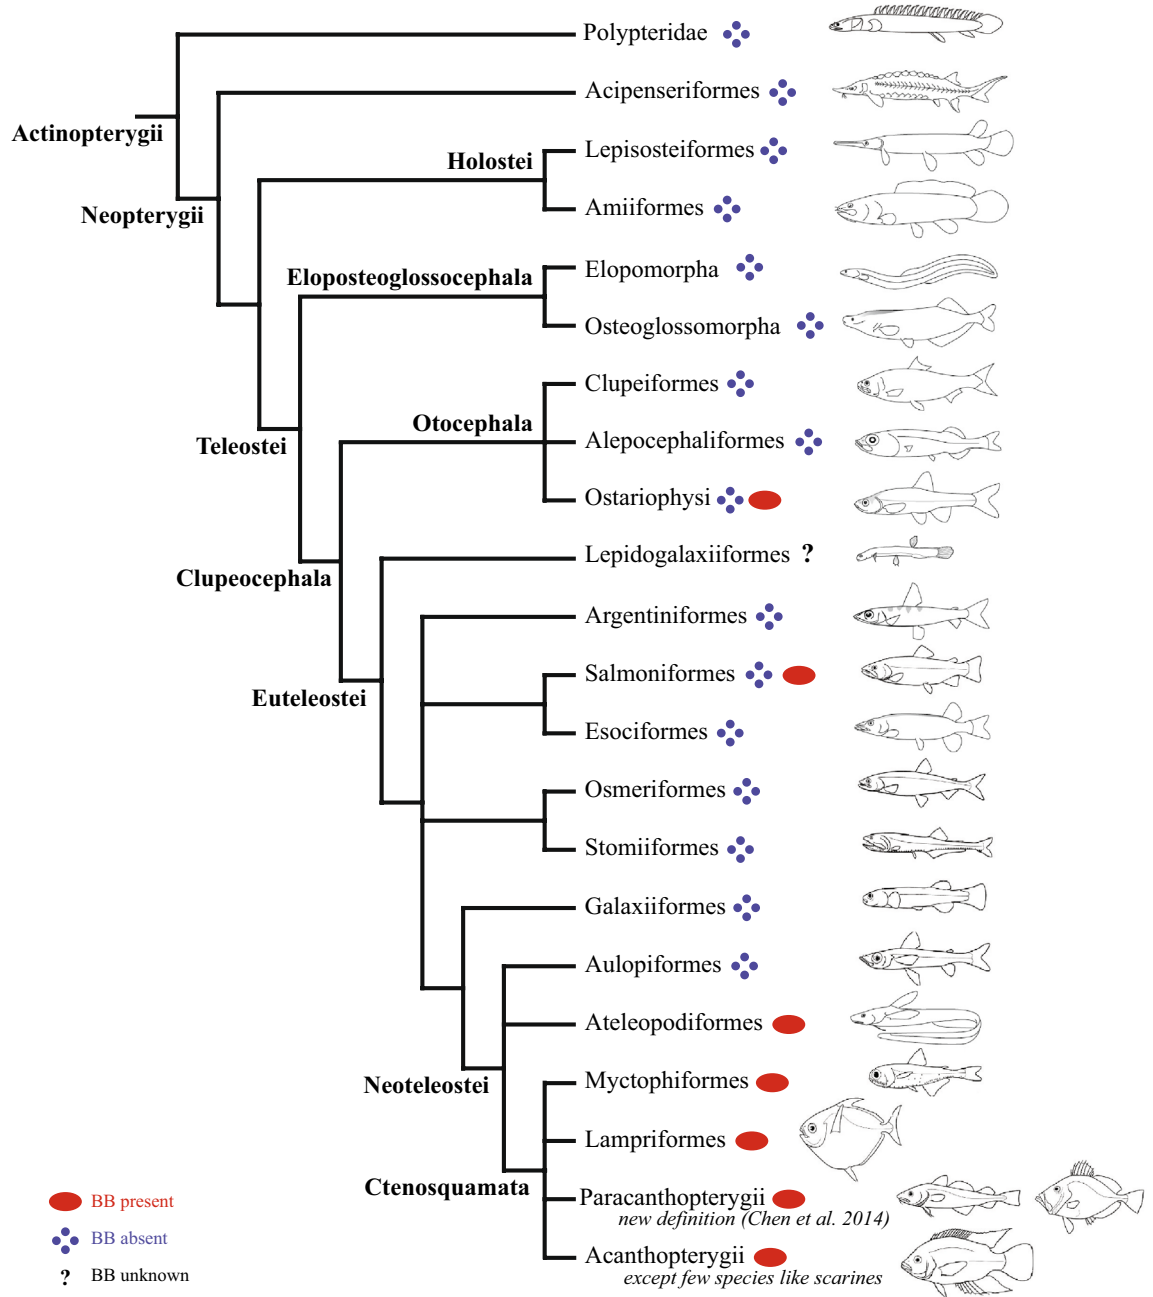 Polypteridae
Acipenseriformes
Actinopterygii
Lepisosteiformes
Holostei
Amiiformes
Neopterygii
Elopomorpha
Eloposteoglossocephala
Osteoglossomorpha
Clupeiformes
Otocephala
Alepocephaliformes
Teleostei
Ostariophysi
Lepidogalaxiiformes ?
Clupeocephala
Argentiniformes
Salmoniformes
Euteleostei
Esociformes
Osmeriformes
Stomiiformes
Galaxiiformes
Aulopiformes
Ateleopodiformes
Myctophiformes
Neoteleostei
Lampriformes
Ctenosquamata
Paracanthopterygii
new definition (Chen et al. 2014)
Acanthopterygii
except few species like scarines
BB present
BB absent
? BB unknown